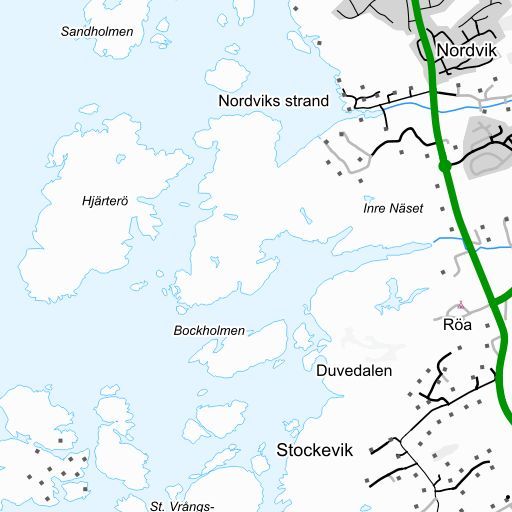 Sandholmen
Nordvik
Nordviks strand
Hjärterö
Inre Näset
Bockholmen
Röa
Duvedalen
Stockevik
St. Vrångs-